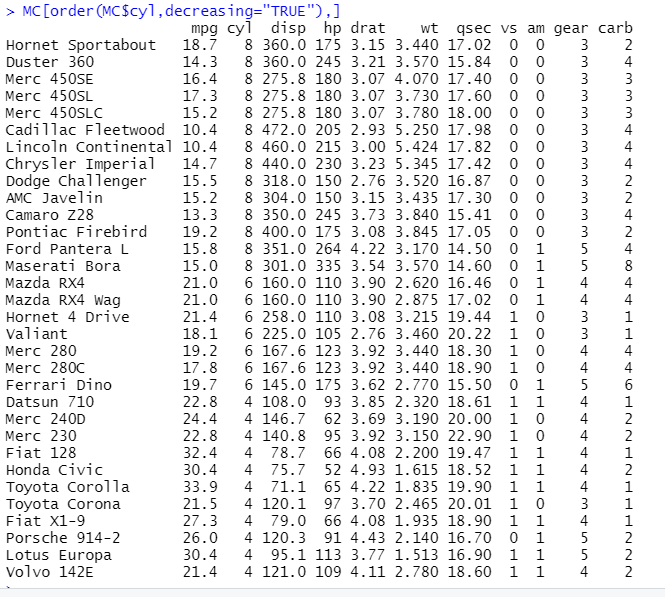 > MC[order(MC$cyl,decreasing="TRUE"),]
                     mpg cyl  disp  hp drat    wt  qsec vs am gear carb
Hornet Sportabout   18.7   8 360.0 175 3.15 3.440 17.02  0  0    3    2
Duster 360          14.3   8 360.0 245 3.21 3.570 15.84  0  0    3    4
Merc 450SE          16.4   8 275.8 180 3.07 4.070 17.40  0  0    3    3
Merc 450SL          17.3   8 275.8 180 3.07 3.730 17.60  0  0    3    3
Merc 450SLC         15.2   8 275.8 180 3.07 3.780 18.00  0  0    3    3
Cadillac Fleetwood  10.4   8 472.0 205 2.93 5.250 17.98  0  0    3    4
Lincoln Continental 10.4   8 460.0 215 3.00 5.424 17.82  0  0    3    4
Chrysler Imperial   14.7   8 440.0 230 3.23 5.345 17.42  0  0    3    4
Dodge Challenger    15.5   8 318.0 150 2.76 3.520 16.87  0  0    3    2
AMC Javelin         15.2   8 304.0 150 3.15 3.435 17.30  0  0    3    2
Camaro Z28          13.3   8 350.0 245 3.73 3.840 15.41  0  0    3    4
Pontiac Firebird    19.2   8 400.0 175 3.08 3.845 17.05  0  0    3    2
Ford Pantera L      15.8   8 351.0 264 4.22 3.170 14.50  0  1    5    4
Maserati Bora       15.0   8 301.0 335 3.54 3.570 14.60  0  1    5    8
Mazda RX4           21.0   6 160.0 110 3.90 2.620 16.46  0  1    4    4
Mazda RX4 Wag       21.0   6 160.0 110 3.90 2.875 17.02  0  1    4    4
Hornet 4 Drive      21.4   6 258.0 110 3.08 3.215 19.44  1  0    3    1
Valiant             18.1   6 225.0 105 2.76 3.460 20.22  1  0    3    1
Merc 280            19.2   6 167.6 123 3.92 3.440 18.30  1  0    4    4
Merc 280C           17.8   6 167.6 123 3.92 3.440 18.90  1  0    4    4
Ferrari Dino        19.7   6 145.0 175 3.62 2.770 15.50  0  1    5    6
Datsun 710          22.8   4 108.0  93 3.85 2.320 18.61  1  1    4    1
Merc 240D           24.4   4 146.7  62 3.69 3.190 20.00  1  0    4    2
Merc 230            22.8   4 140.8  95 3.92 3.150 22.90  1  0    4    2
Fiat 128            32.4   4  78.7  66 4.08 2.200 19.47  1  1    4    1
Honda Civic         30.4   4  75.7  52 4.93 1.615 18.52  1  1    4    2
Toyota Corolla      33.9   4  71.1  65 4.22 1.835 19.90  1  1    4    1
Toyota Corona       21.5   4 120.1  97 3.70 2.465 20.01  1  0    3    1
Fiat X1-9           27.3   4  79.0  66 4.08 1.935 18.90  1  1    4    1
Porsche 914-2       26.0   4 120.3  91 4.43 2.140 16.70  0  1    5    2
Lotus Europa        30.4   4  95.1 113 3.77 1.513 16.90  1  1    5    2
Volvo 142E          21.4   4 121.0 109 4.11 2.780 18.60  1  1    4    2